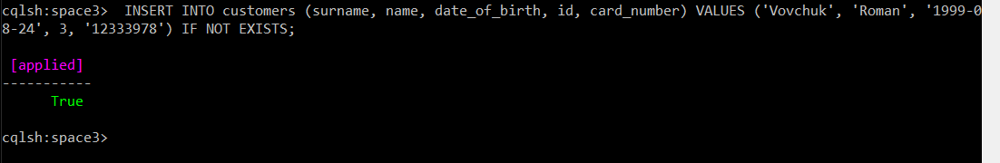 cqlsh:space3>  INSERT INTO customers (surname, name, date_of_birth, id, card_number) VALUES ('Vovchuk', 'Roman', '1999-0
8-24', 3, '12333978') IF NOT EXISTS;
[applied]
-----------
True
cqlsh:space3>